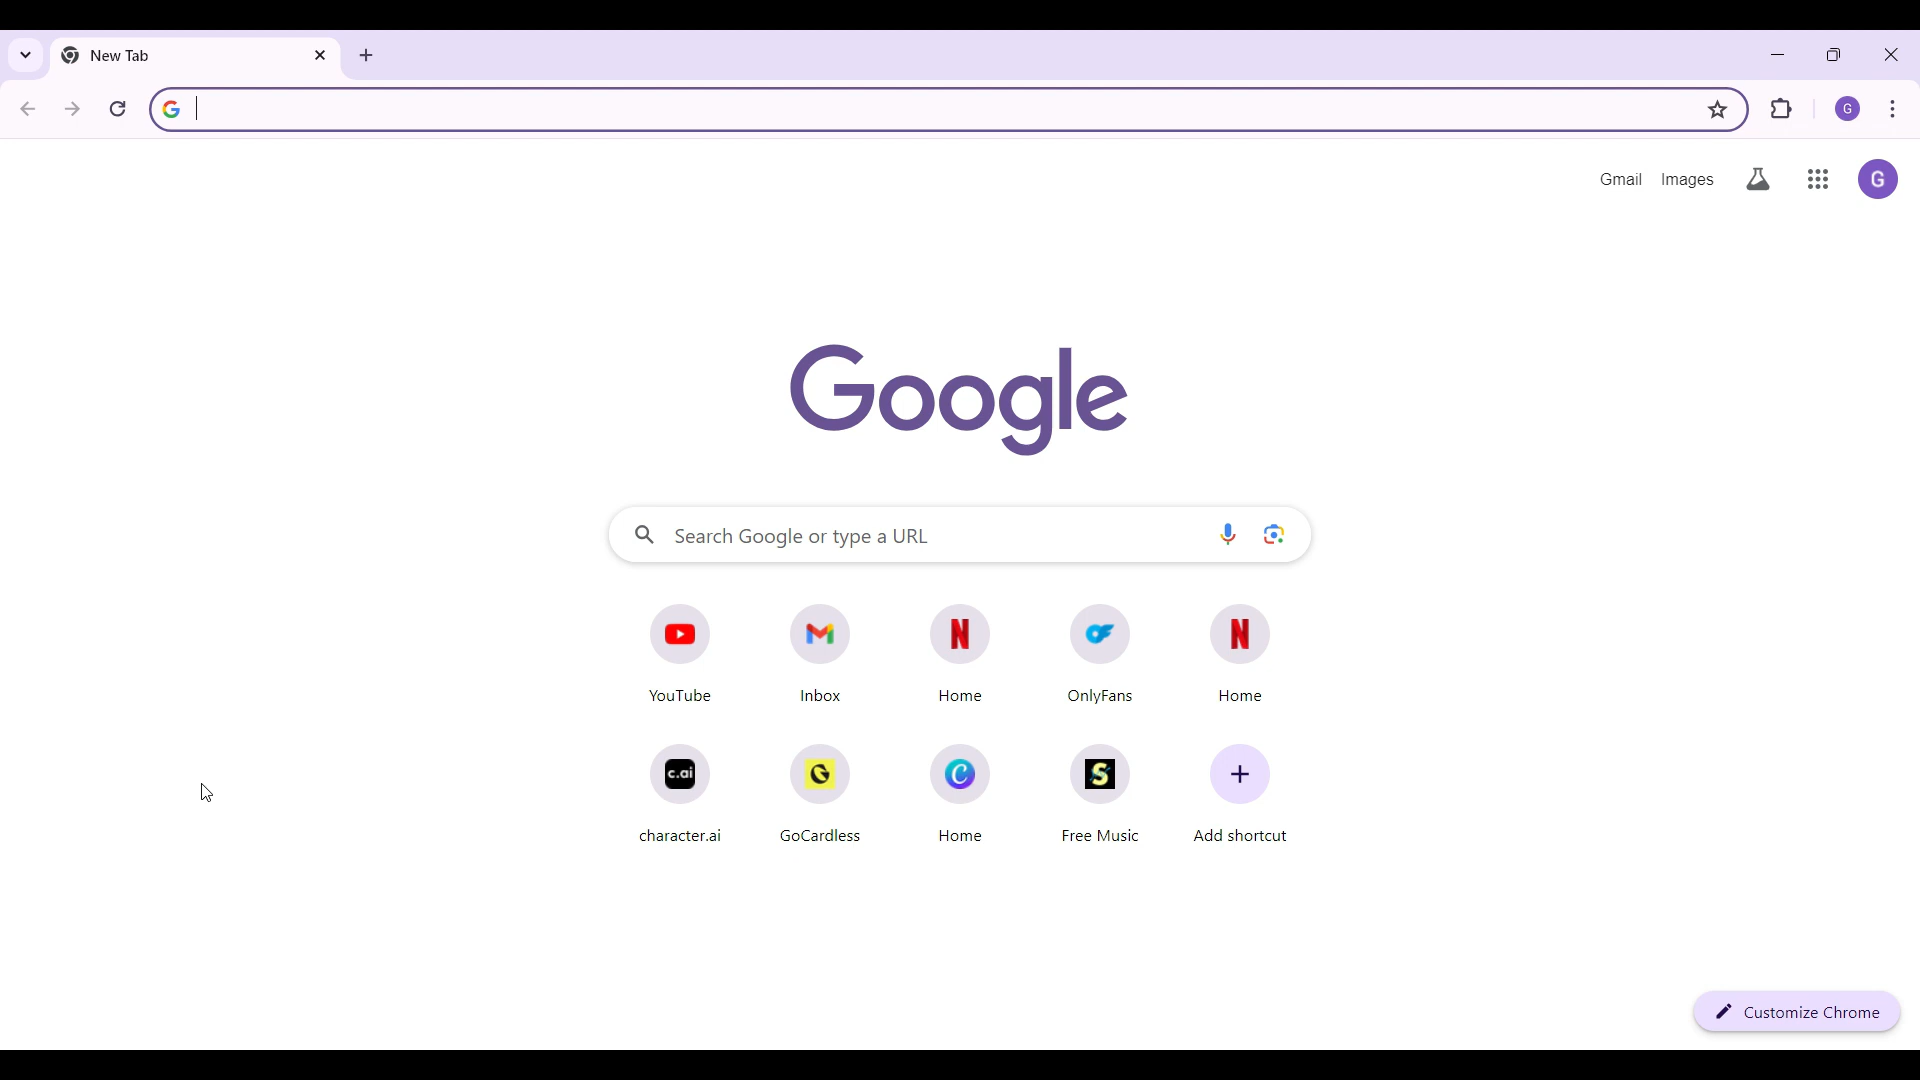 New Tab
G
Gmail Images
G
Google
Search Google or type a URL
YouTube Inbox Home OnlyFans Home
c.ai
character.ai GoCardless Home Free Music Add shortcut
Customize Chrome